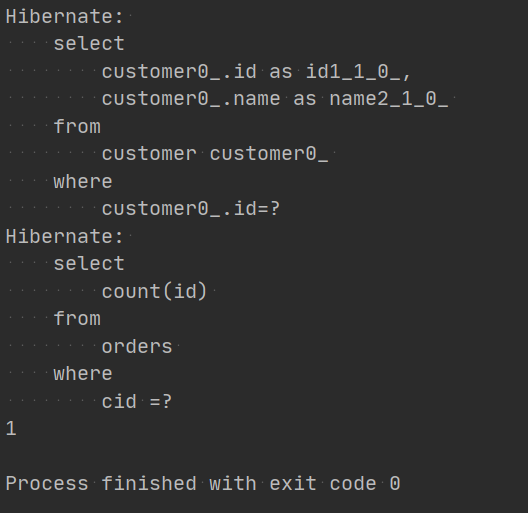 Hibernate:
    select
        customer0_.id as id1_1_0_,
        customer0_.name as name2_1_0_
    from
        customer customer0_
    where
        customer0_.id=?
Hibernate:
    select
        count(id)
    from
        orders
    where
        cid =?
1

Process finished with exit code 0